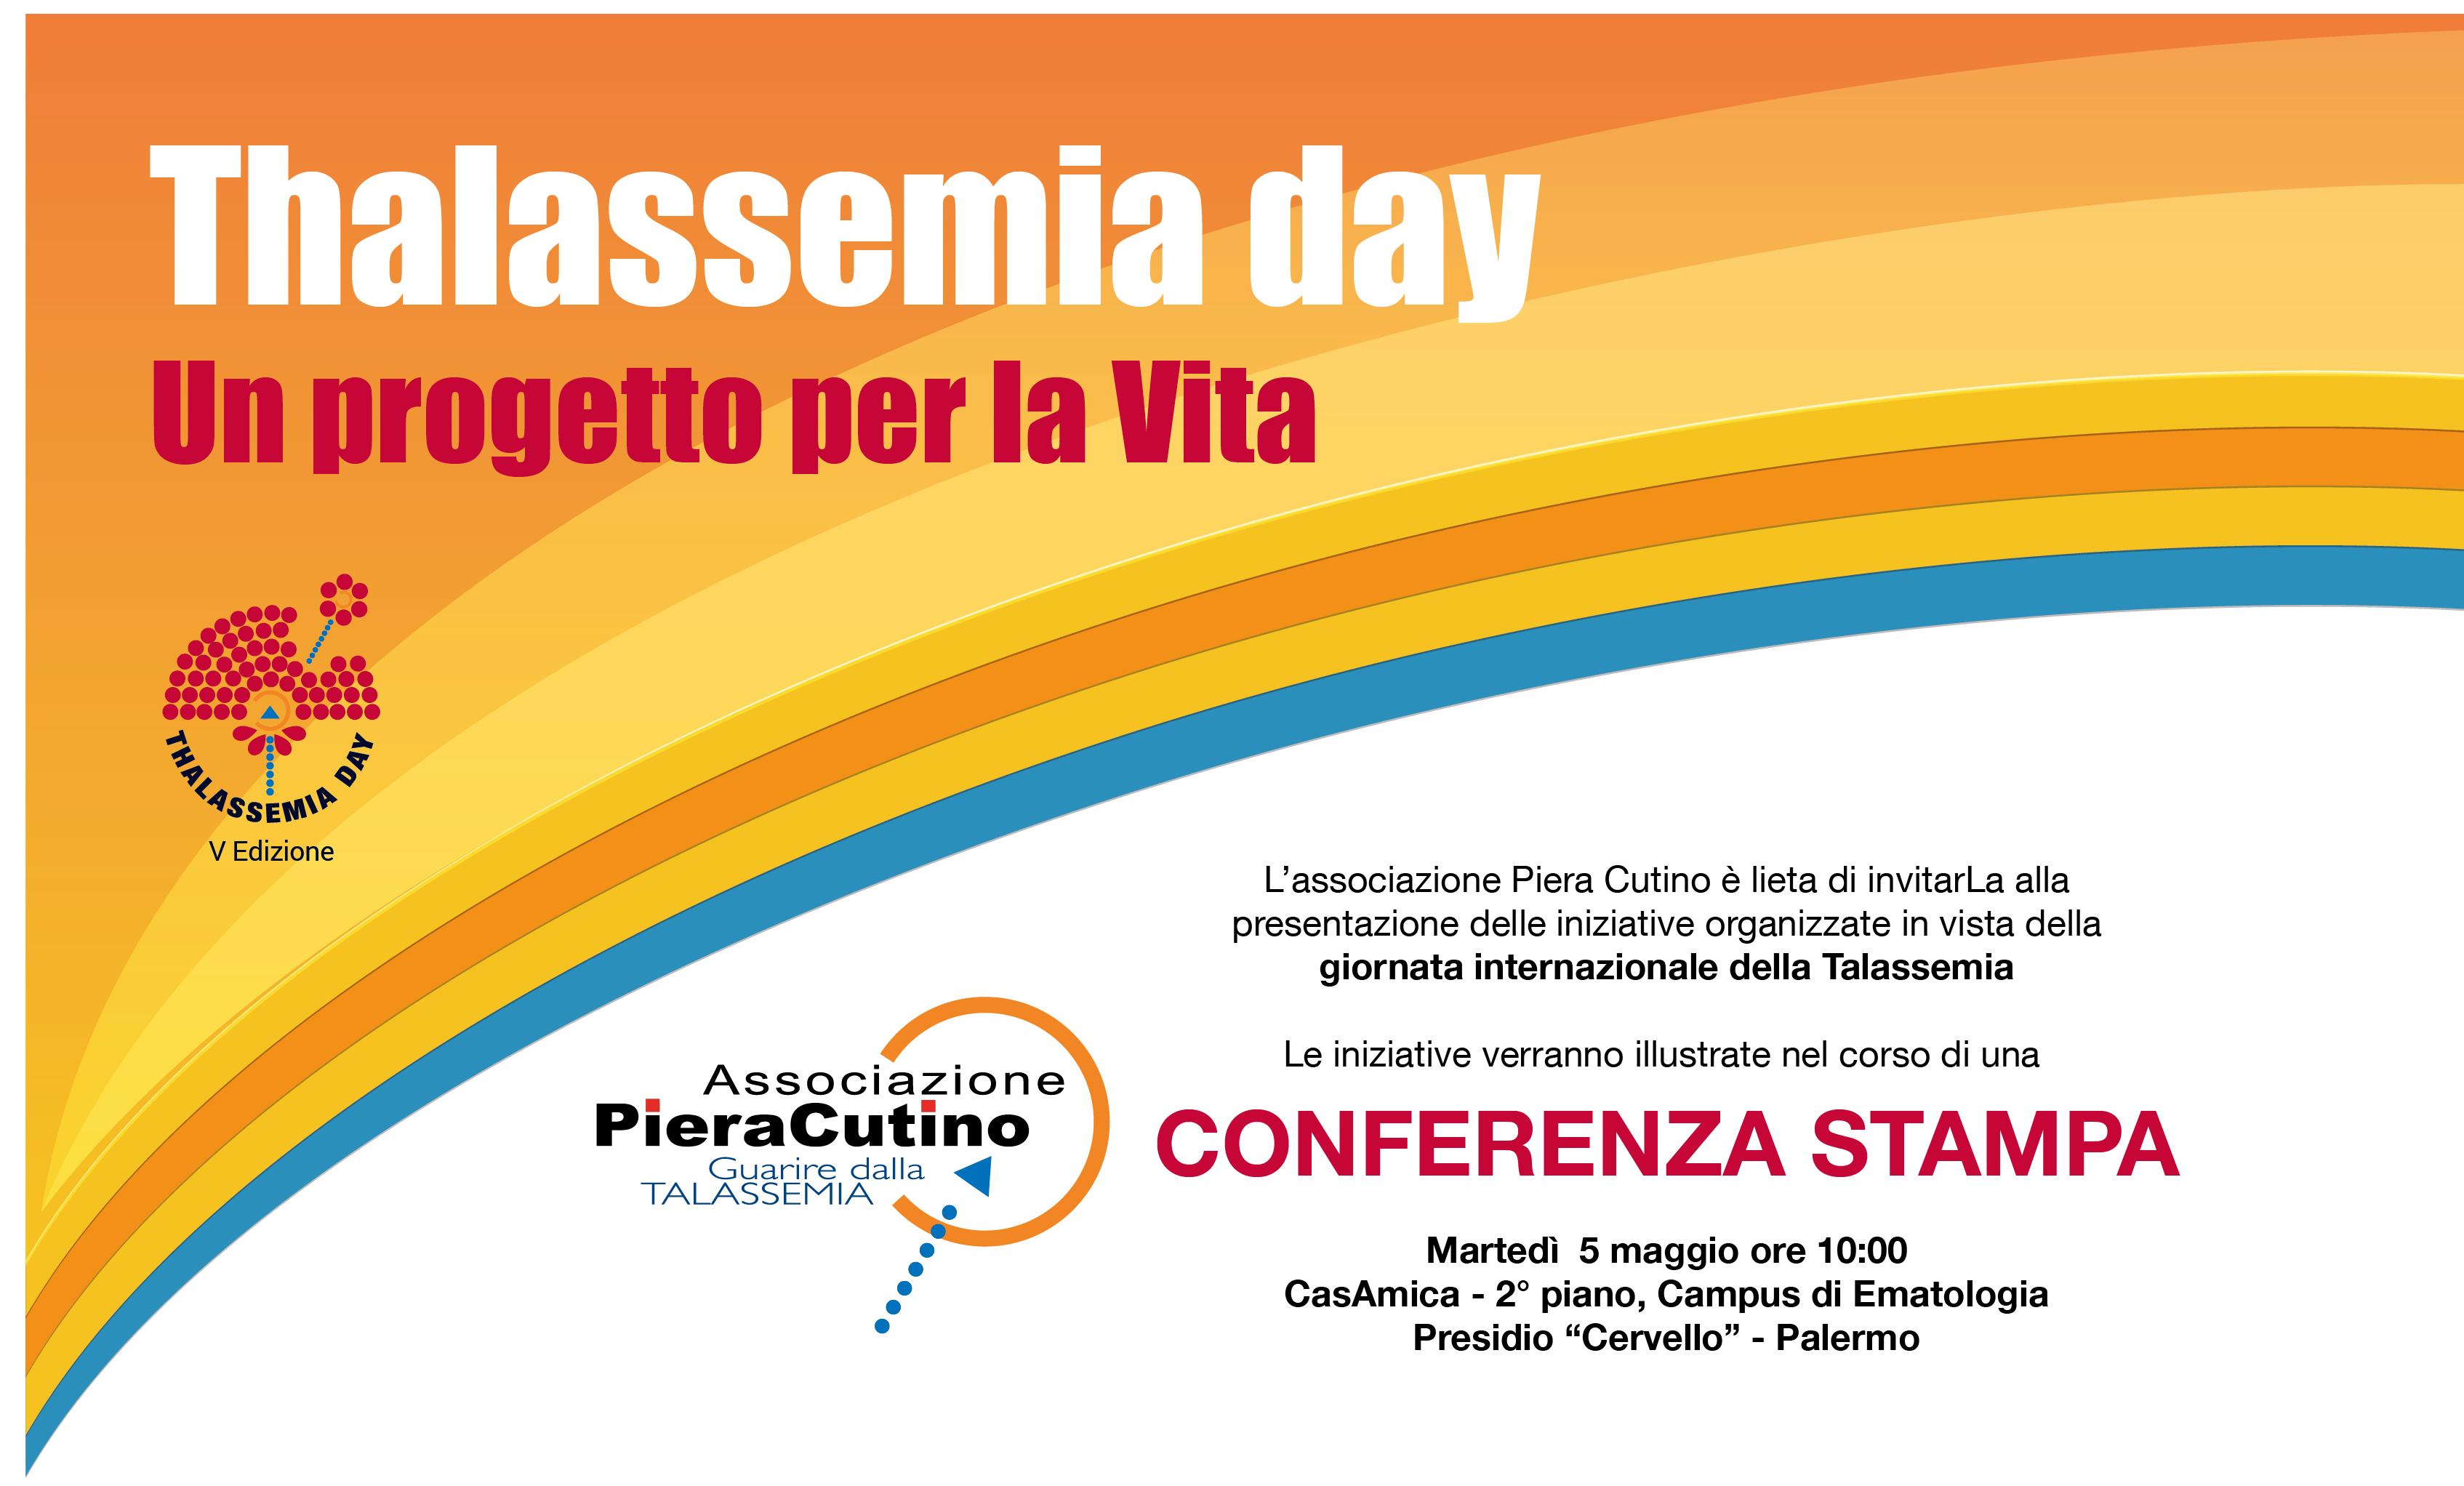 Thalassemia day
Un progetto per la Vita
THALASSEMIA DAY
V Edizione
L’associazione Piera Cutino è lieta di invitarLa alla
presentazione delle iniziative organizzate in vista della
giornata internazionale della Talassemia
Le iniziative verranno illustrate nel corso di una
CONFERENZA STAMPA
Associazione
PieraCutino
Guarire dalla
TALASSEMIA
Martedì 5 maggio ore 10:00
CasAmica - 2° piano, Campus di Ematologia
Presidio “Cervello” - Palermo